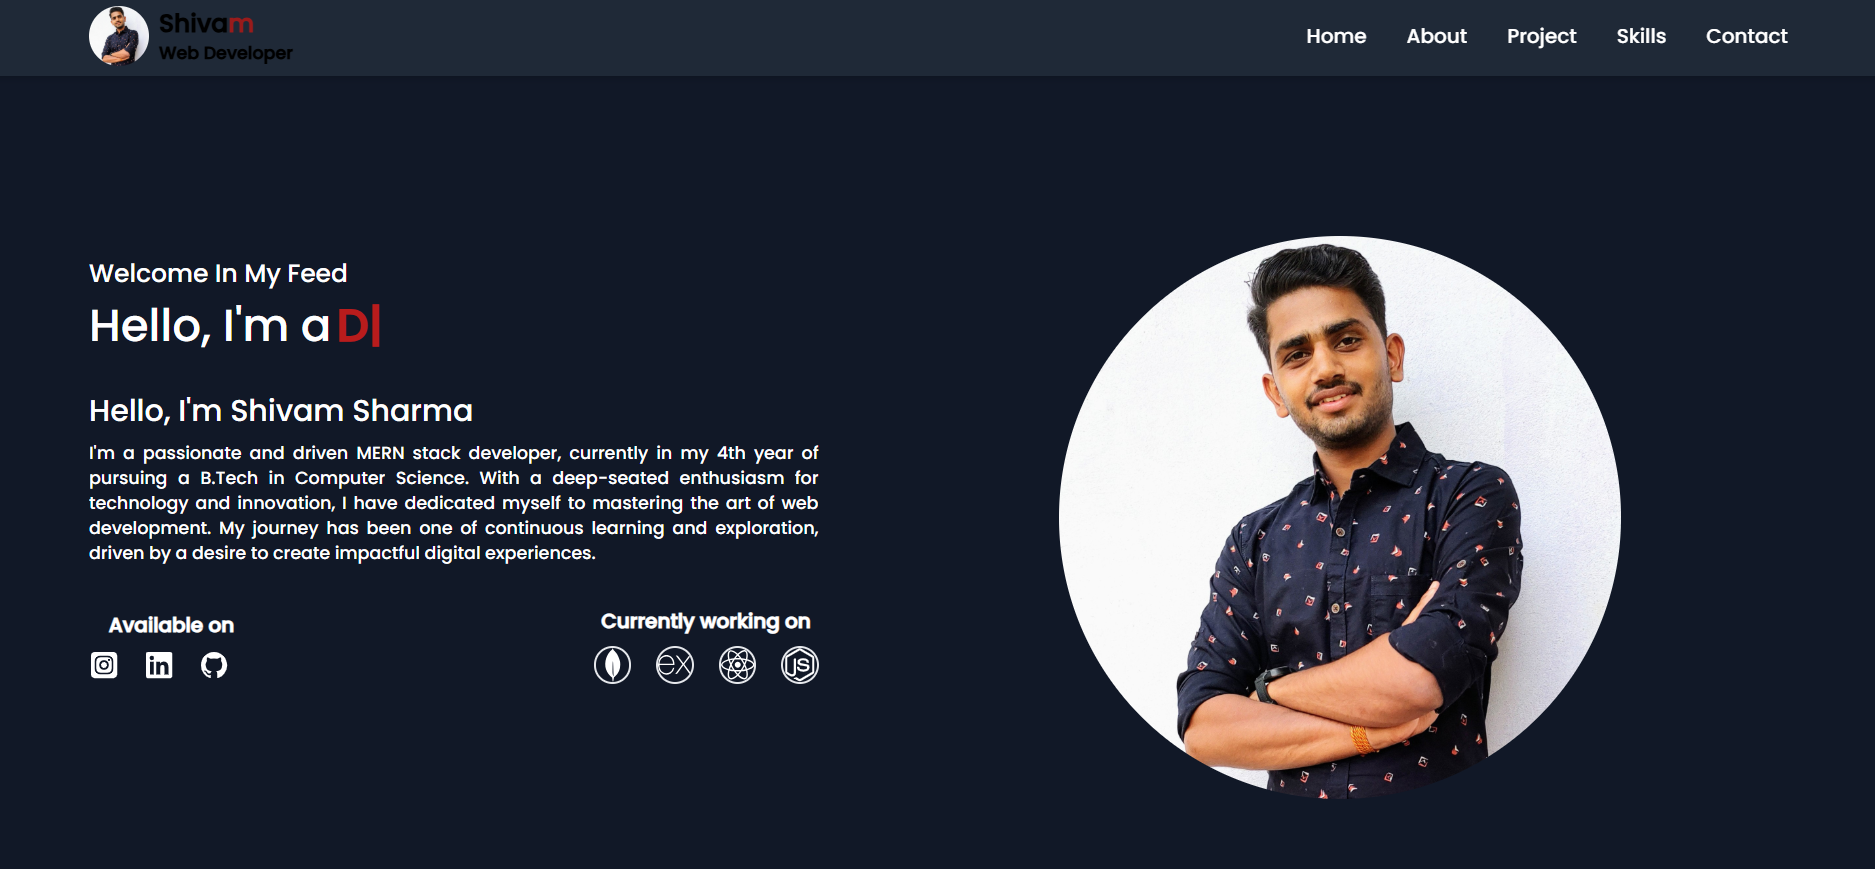 Shivam
Web Developer
Home About Project Skills Contact
Welcome In My Feed
Hello, I'm a D|
Hello, I'm Shivam Sharma
I'm a passionate and driven MERN stack developer, currently in my 4th year of
pursuing a B.Tech in Computer Science. With a deep-seated enthusiasm for
technology and innovation, I have dedicated myself to mastering the art of web
development. My journey has been one of continuous learning and exploration,
driven by a desire to create impactful digital experiences.
Available on
Currently working on
in
ex
JS